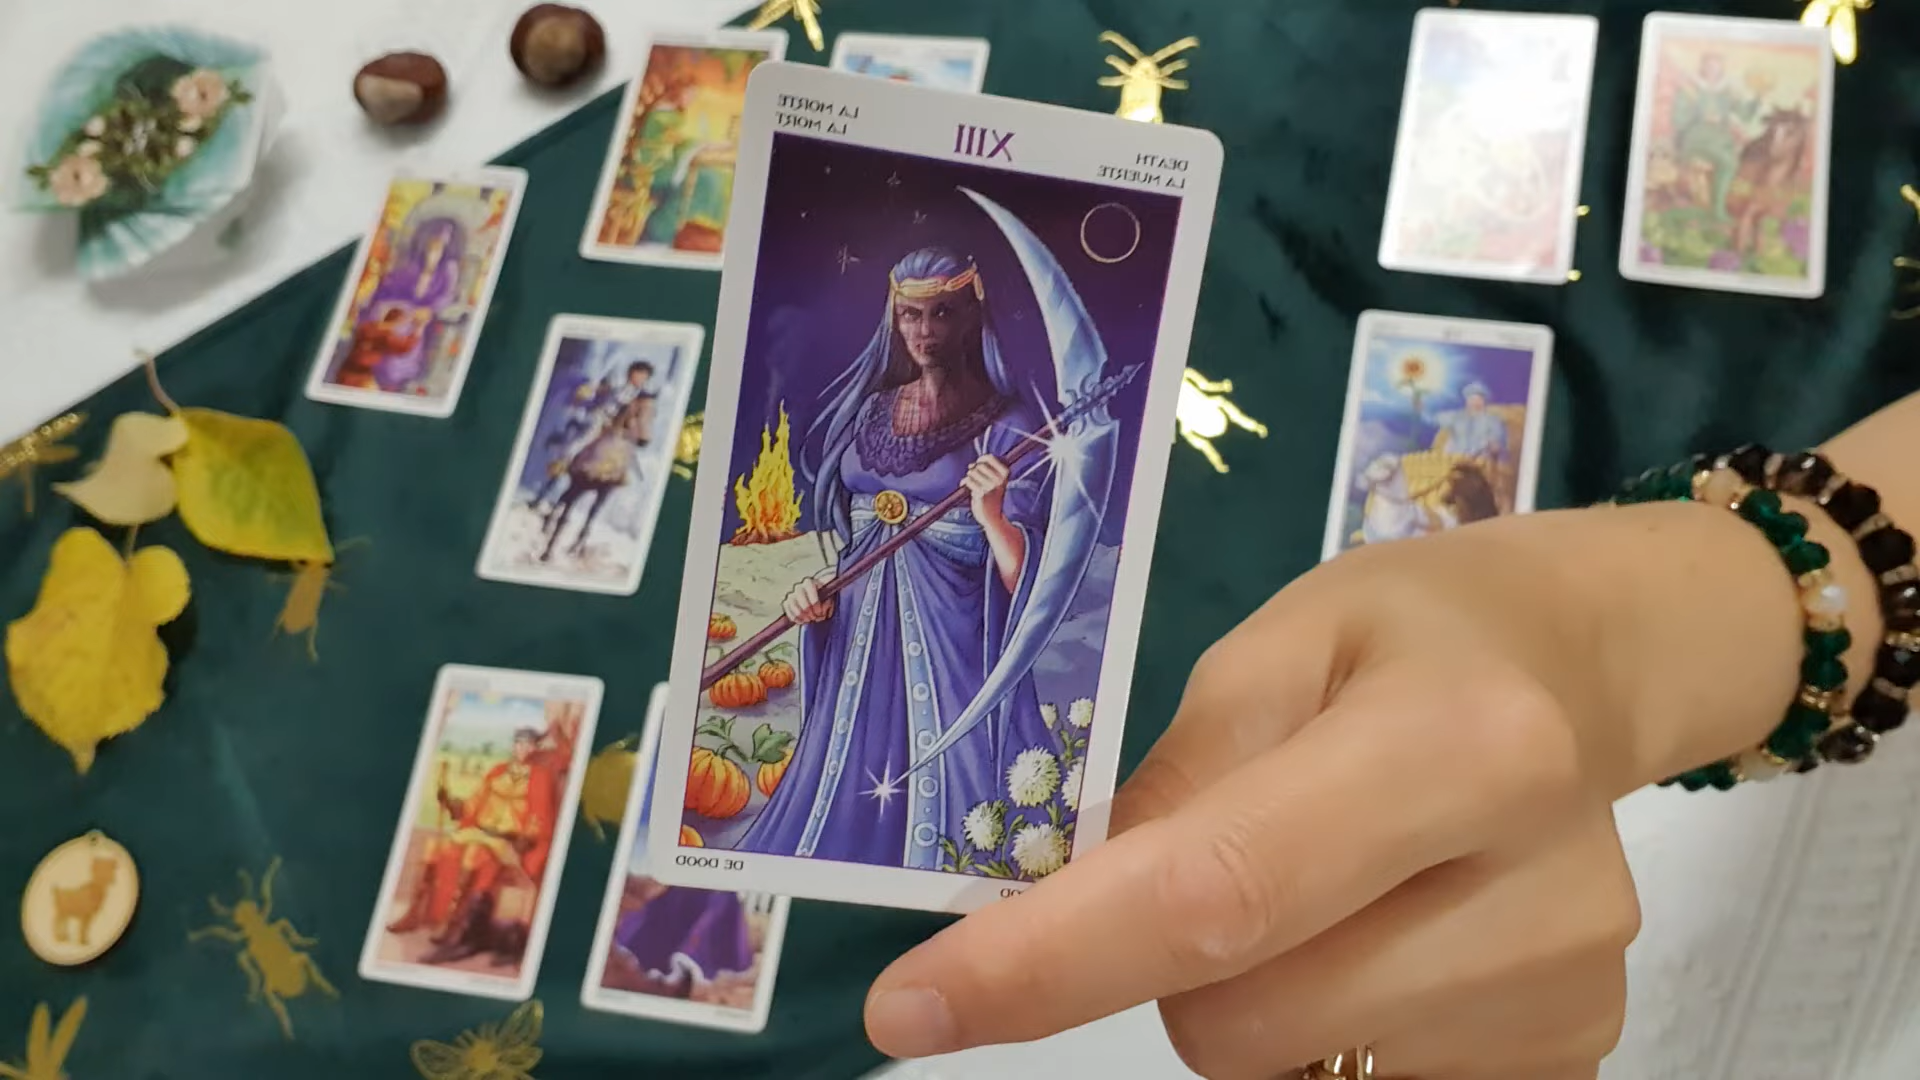 LA MORTE
LA MORT
XIII
DEATH
LA MUERTE
DE DOOD